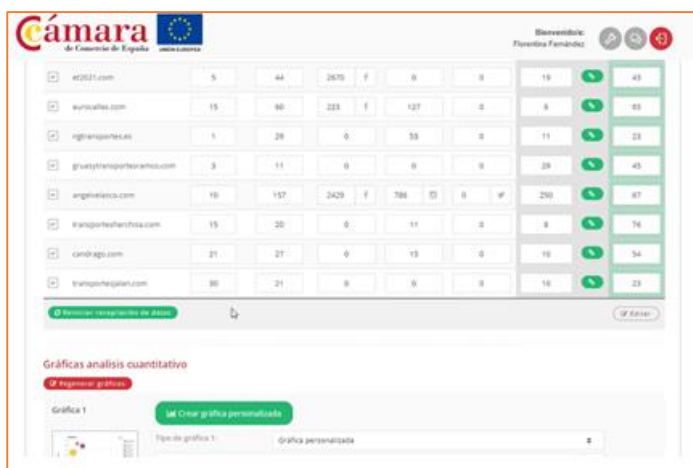 Cámara
de Comercio de España
UNIÓN EUROPEA
Bienvenido/a:
Florentina Fernández
et2021.com 5 44 2670 f 0 0 19 43
eurovalles.com 15 60 223 f 127 0 6 65
ngtransportes.es 1 29 0 53 0 11 23
gruasytransportesramos.com 3 11 0 0 0 29 45
angelvelasco.com 10 157 2429 f 786 0 250 67
15 20 0 11 0 8 74
candrago.com 21 27 0 15 0 10 54
transportesjalan.com 30 21 0 0 0 10 23
Reiniciar recopilación de datos
Editar
Gráficas analisis cuantitativo
Regenerar gráficas
Gráfica 1
Crear gráfica personalizada
Tipo de gráfica 1:
Gráfica personalizada